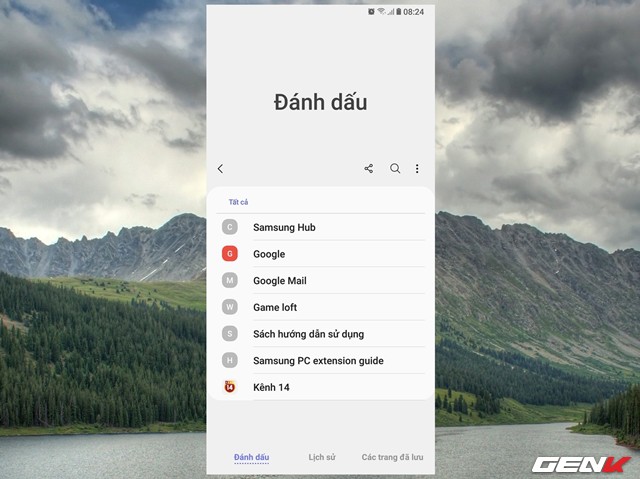 08:24
Đánh dấu
Tất cả
C Samsung Hub
G Google
M Google Mail
W Game loft
S Sách hướng dẫn sử dụng
H Samsung PC extension guide
14 Kênh 14
Đánh dấu Lịch sử Các trang đã lưu
GENK